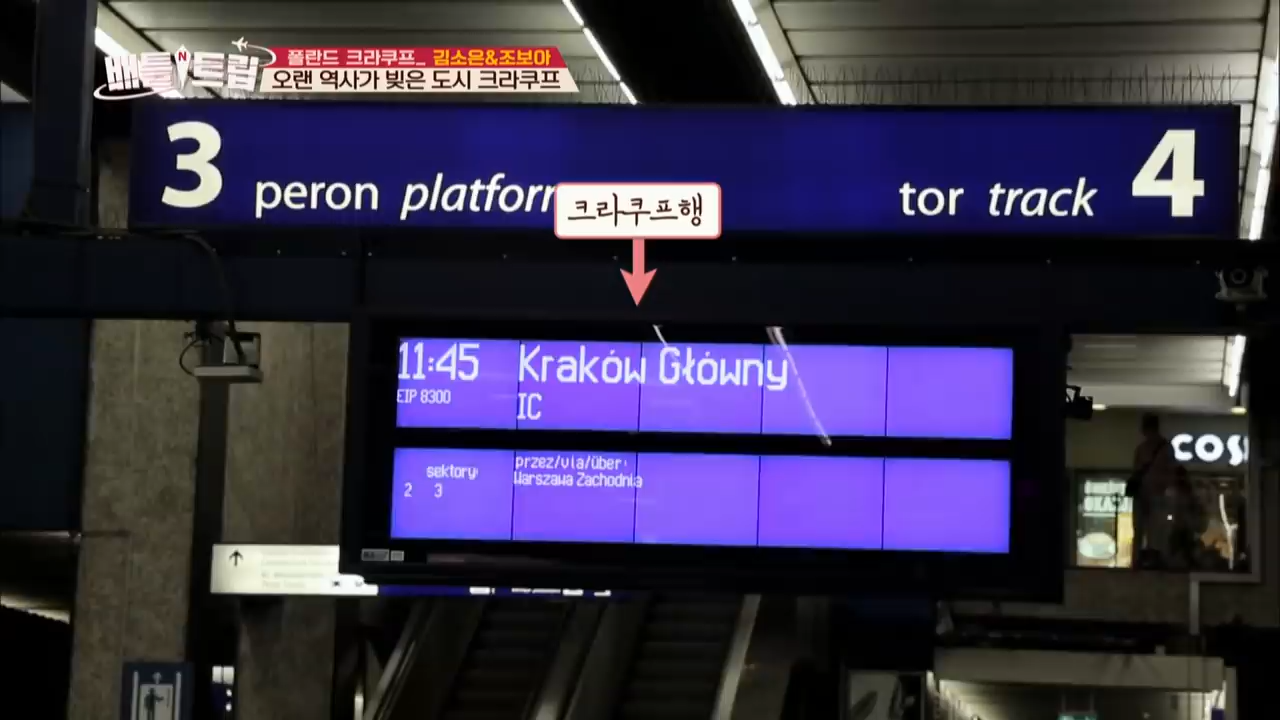 배틀트립
폴란드 크라쿠프_ 김소은&조보아
오랜 역사가 빚은 도시 크라쿠프
3 peron platfor tor track 4
크라쿠프행
11:45 Kraków Główny
EIP 8300 IC
sektory przez/via/über
2 3 Warszawa Zachodnia
COS